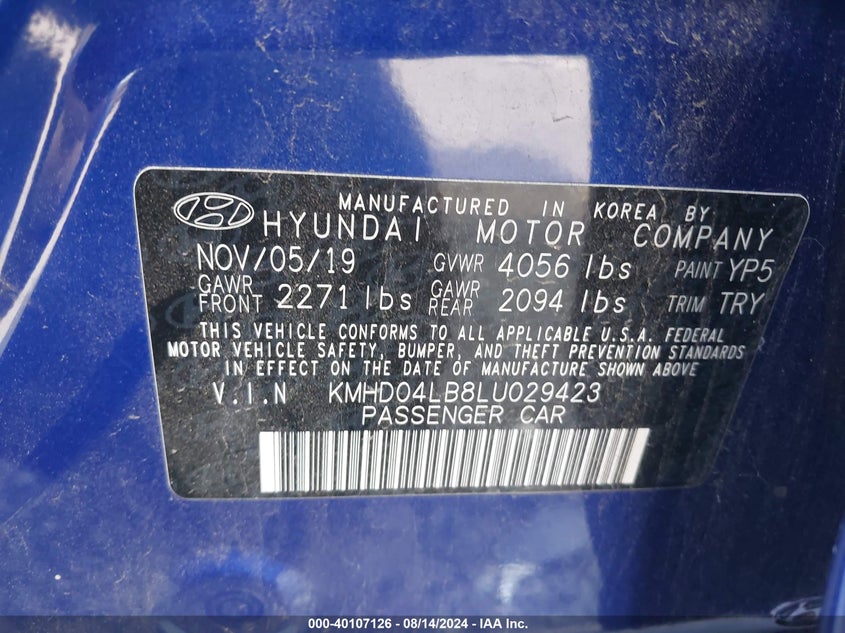 MANUFACTURED IN KOREA BY
HYUNDAI MOTOR COMPANY
NOV/05/19 GVWR 4056 lbs PAINT YP5
GAWR FRONT 2271 lbs GAWR REAR 2094 lbs TRIM TRY
THIS VEHICLE CONFORMS TO ALL APPLICABLE U.S.A. FEDERAL
MOTOR VEHICLE SAFETY, BUMPER, AND THEFT PREVENTION STANDARDS
IN EFFECT ON THE DATE OF MANUFACTURE SHOWN ABOVE
V.I.N KMHD04LB8LU029423
PASSENGER CAR
000-40107126 - 08/14/2024 - IAA Inc.